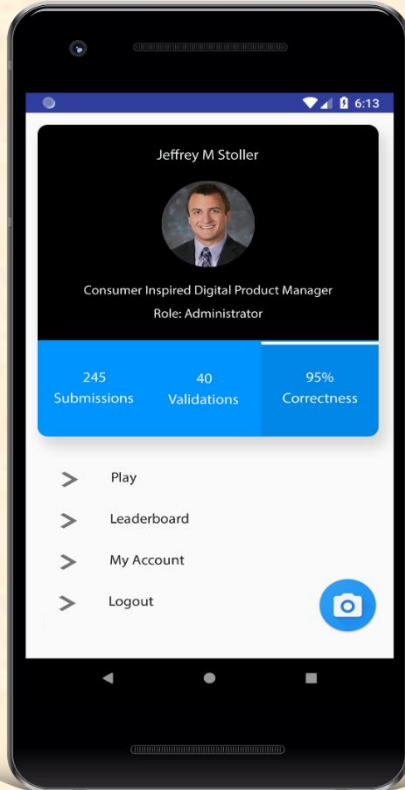 6:13
Jeffrey M Stoller
Consumer Inspired Digital Product Manager
Role: Administrator
245
Submissions
40
Validations
95%
Correctness
Play
Leaderboard
My Account
Logout